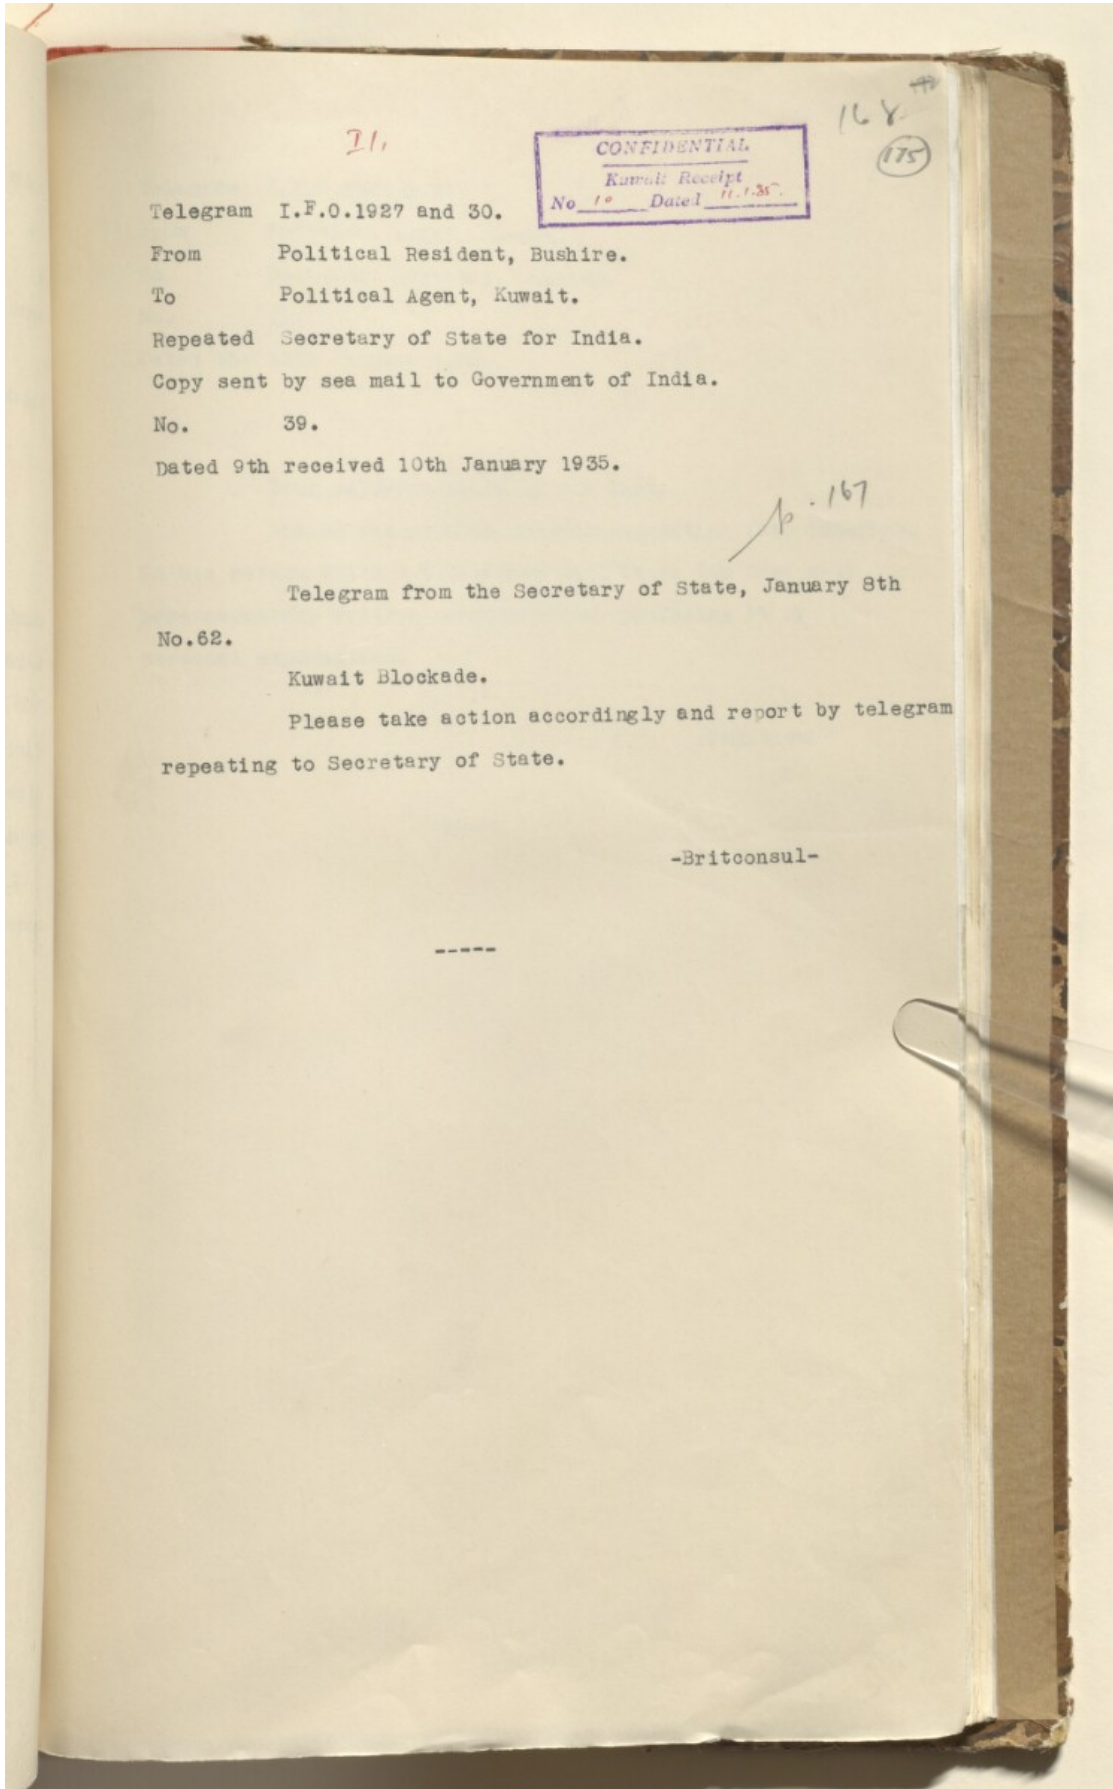 168
175
CONFIDENTIAL
Kuwait Receipt
No 10 Dated 11.1.35.
Telegram I.F.O.1927 and 30.
From Political Resident, Bushire.
To Political Agent, Kuwait.
Repeated Secretary of State for India.
Copy sent by sea mail to Government of India.
No. 39.
Dated 9th received 10th January 1935.
p. 167
Telegram from the Secretary of State, January 8th
No.62.
Kuwait Blockade.
Please take action accordingly and report by telegram
repeating to Secretary of State.
-Britconsul-
-----